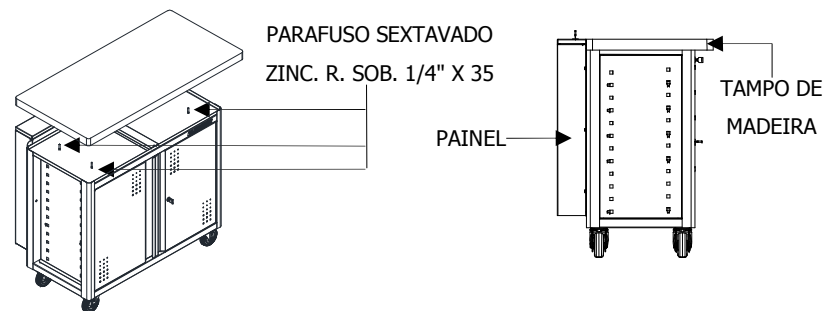 PARAFUSO SEXTAVADO
ZINC. R. SOB. 1/4" X 35
PAINEL
TAMPO DE
MADEIRA